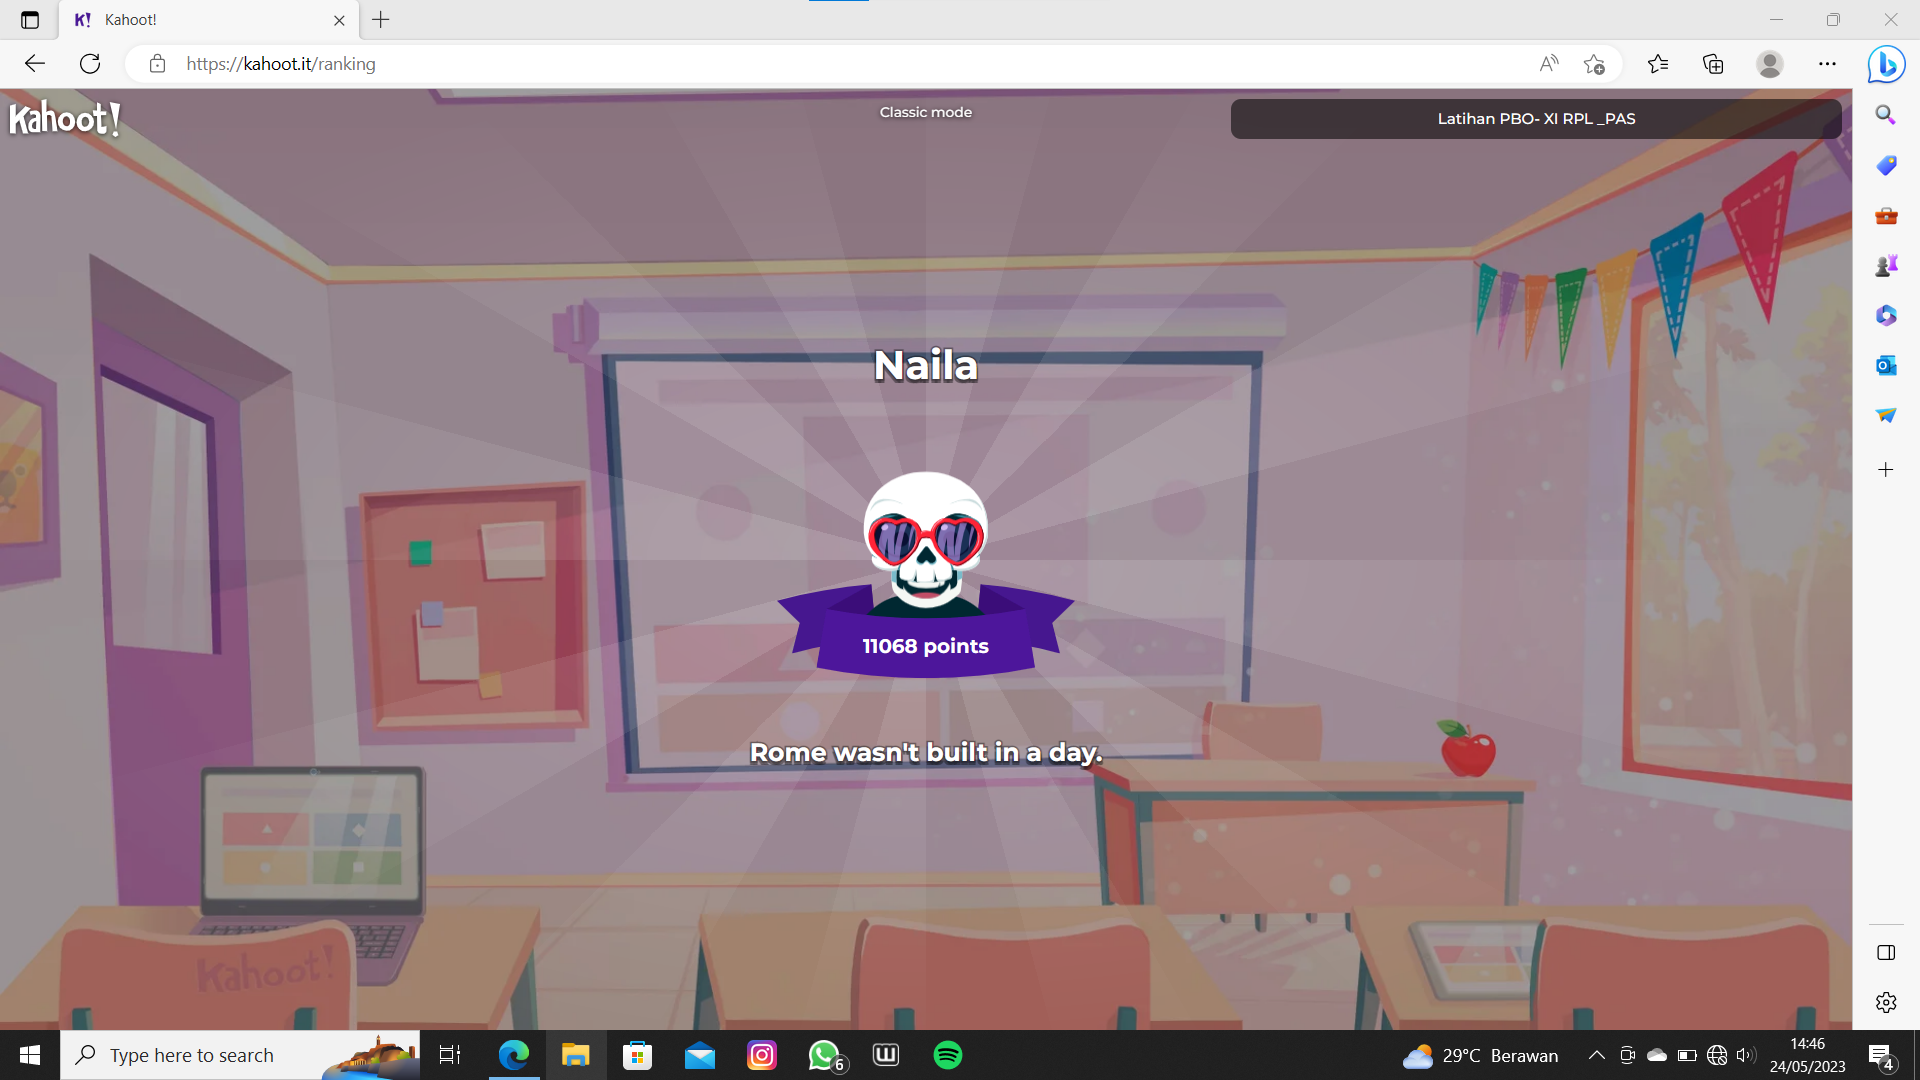 Kahoot!
https://kahoot.it/ranking
Kahoot!
Classic mode
Latihan PBO- XI RPL _PAS
Naila
11068 points
Rome wasn't built in a day.
Kahoot!
Type here to search
6
29°C Berawan
14:46
24/05/2023
4